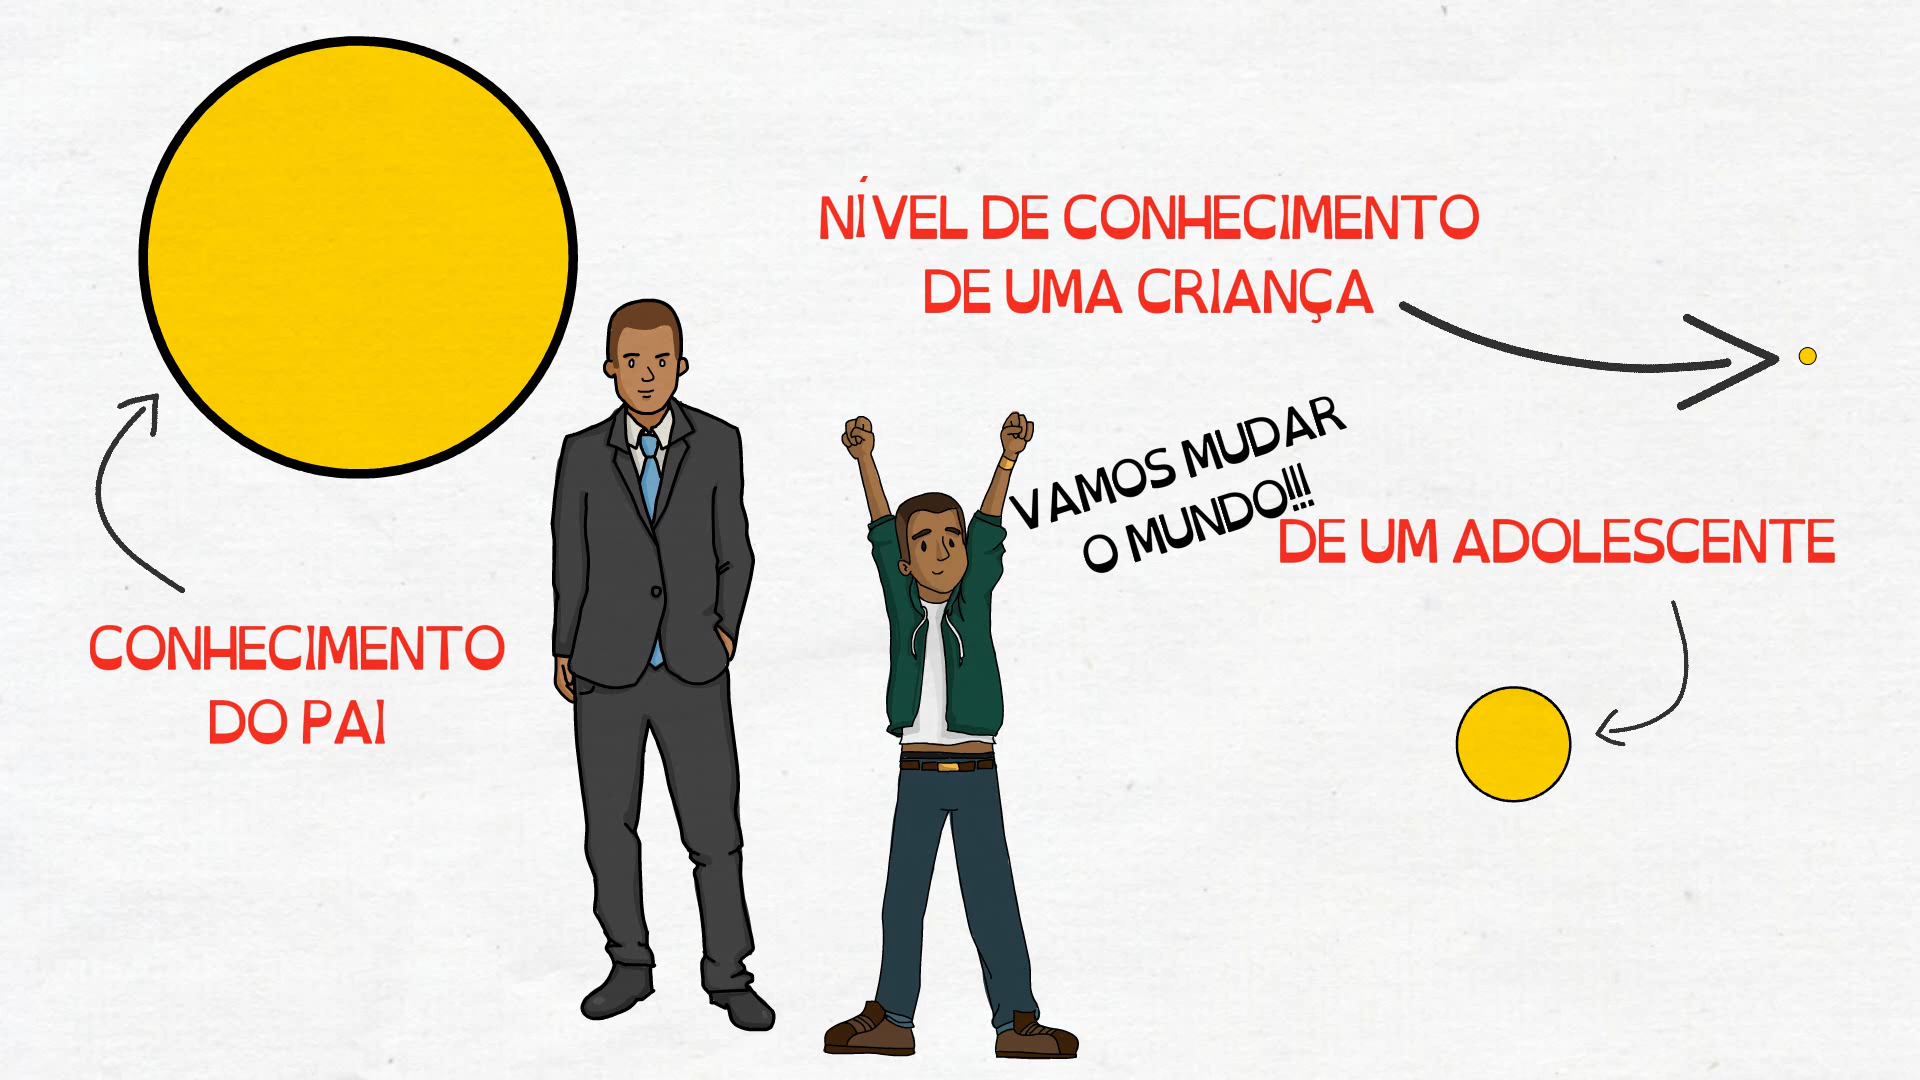 NÍVEL DE CONHECIMENTO
DE UMA CRIANÇA
VAMOS MUDAR
O MUNDO!!!
DE UM ADOLESCENTE
CONHECIMENTO
DO PAI